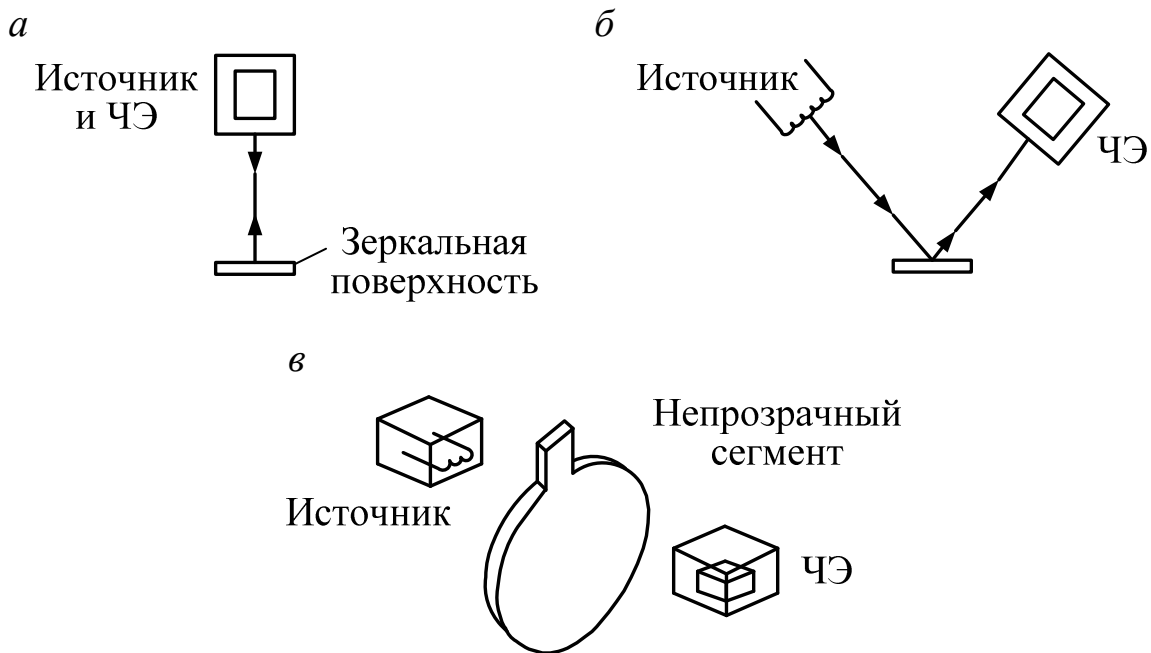 а
Источник
и ЧЭ
Зеркальная
поверхность
б
Источник
ЧЭ
в
Источник
Непрозрачный
сегмент
ЧЭ